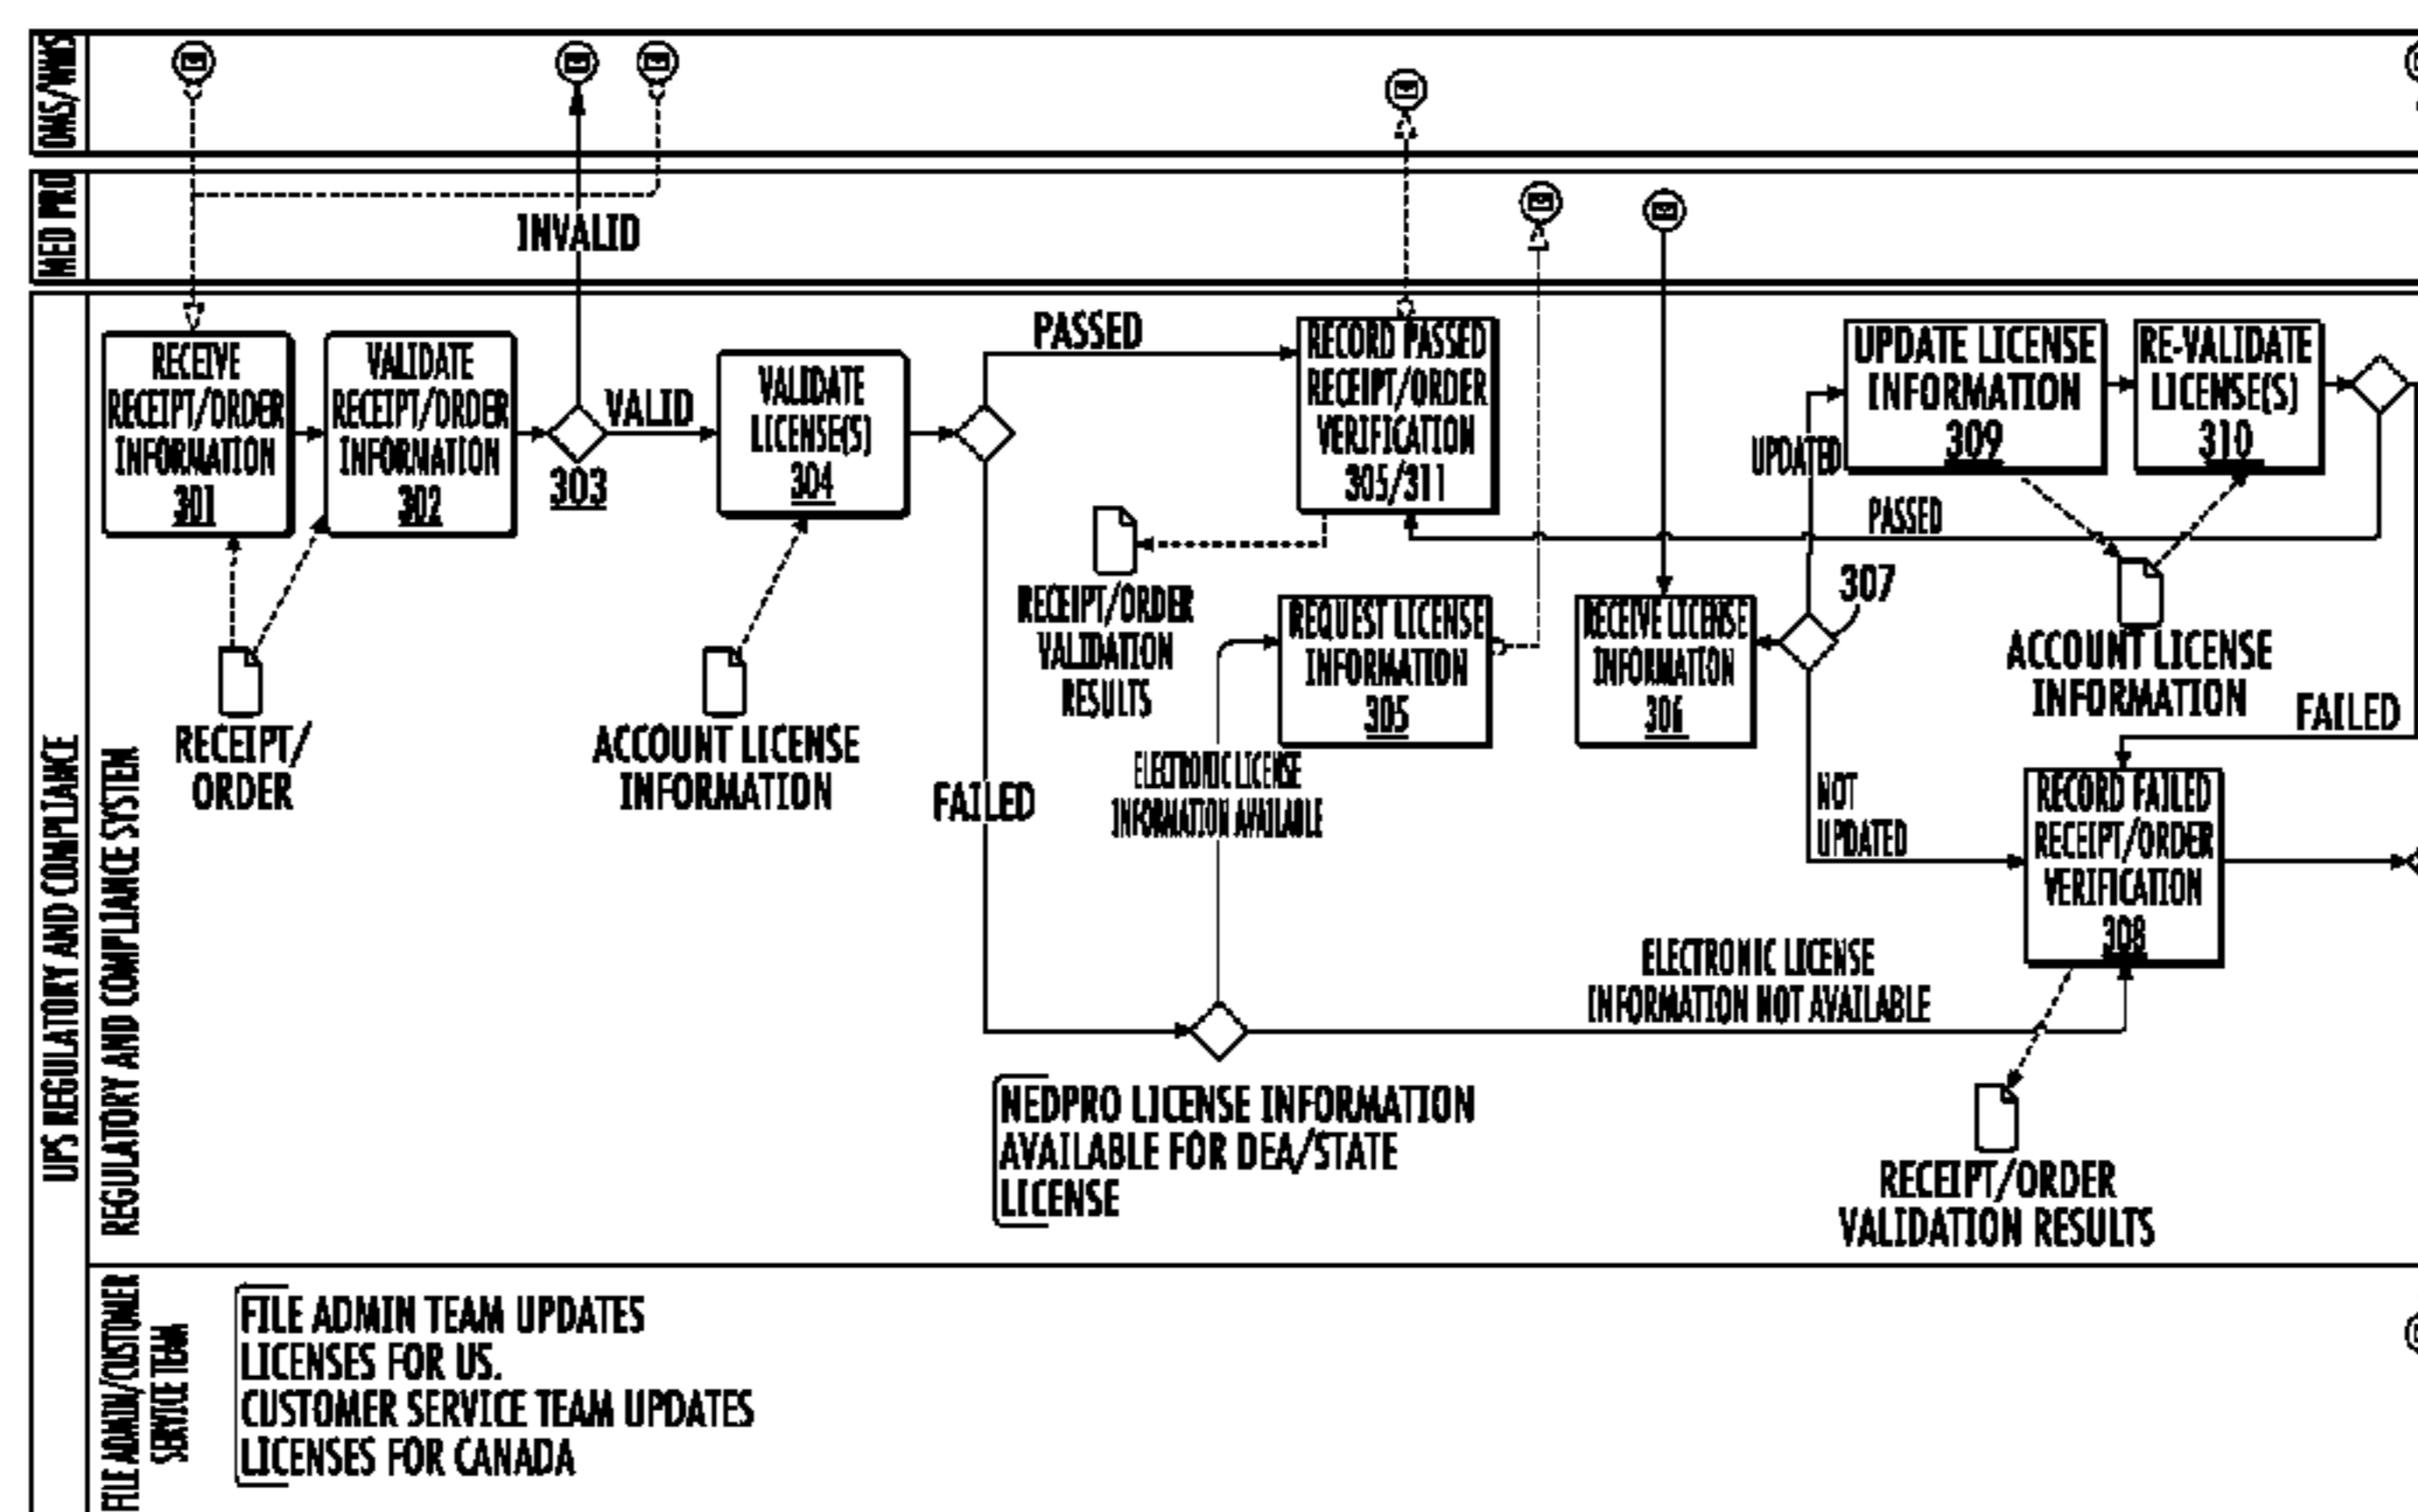 OMS/WMS
MED PRO
INVALID
UPS REGULATORY AND COMPLIANCE
REGULATORY AND COMPLIANCE SYSTEM
RECEIVE
RECEIPT/ORDER
INFORMATION
301
VALIDATE
RECEIPT/ORDER
INFORMATION
302
303
VALID
VALIDATE
LICENSE(S)
304
PASSED
RECORD PASSED
RECEIPT/ORDER
VERIFICATION
305/311
UPDATED
UPDATE LICENSE
INFORMATION
309
RE-VALIDATE
LICENSE(S)
310
PASSED
RECEIPT/
ORDER
ACCOUNT LICENSE
INFORMATION
RECEIPT/ORDER
VALIDATION
RESULTS
REQUEST LICENSE
INFORMATION
305
RECEIVE LICENSE
INFORMATION
306
307
ACCOUNT LICENSE
INFORMATION
FAILED
FAILED
ELECTRONIC LICENSE
INFORMATION AVAILABLE
NOT
UPDATED
RECORD FAILED
RECEIPT/ORDER
VERIFICATION
308
ELECTRONIC LICENSE
INFORMATION NOT AVAILABLE
NEDPRO LICENSE INFORMATION
AVAILABLE FOR DEA/STATE
LICENSE
RECEIPT/ORDER
VALIDATION RESULTS
FILE ADMIN/CUSTOMER
SERVICE TEAM
FILE ADMIN TEAM UPDATES
LICENSES FOR US.
CUSTOMER SERVICE TEAM UPDATES
LICENSES FOR CANADA